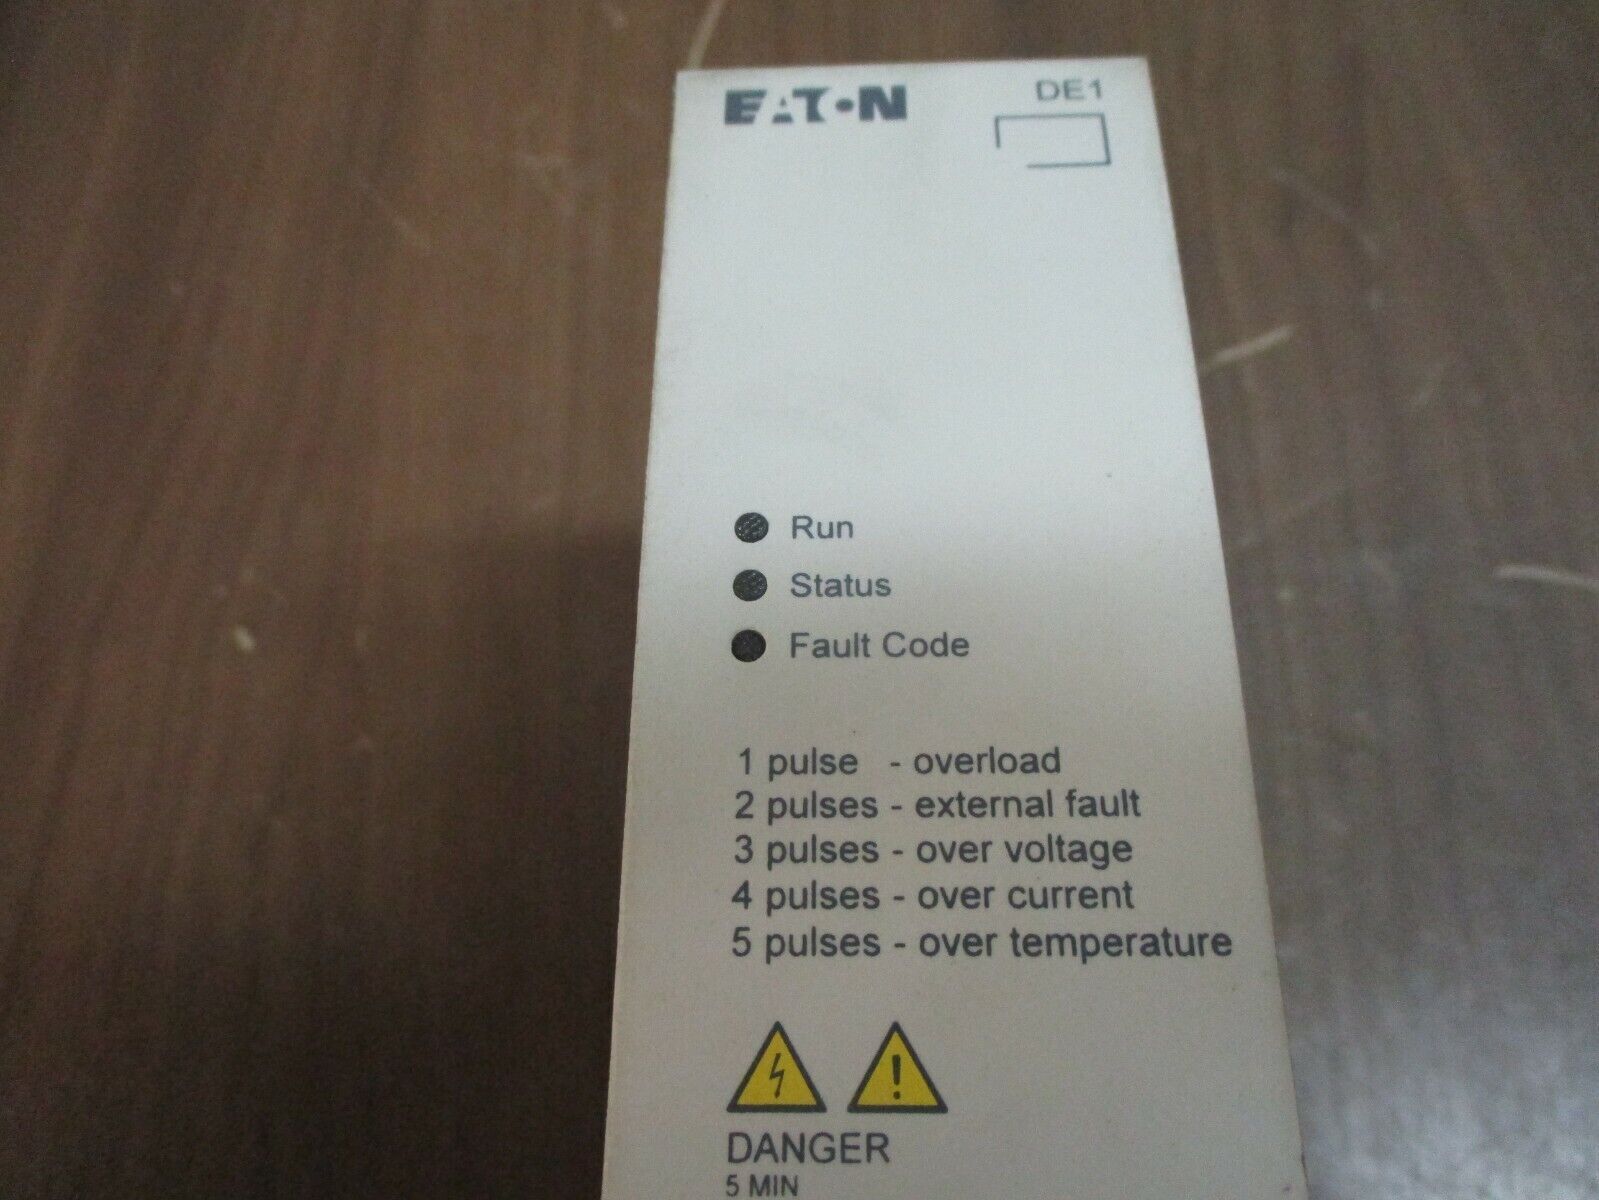 EATON
DE1
Run
Status
Fault Code
1 pulse - overload
2 pulses - external fault
3 pulses - over voltage
4 pulses - over current
5 pulses - over temperature
DANGER
5 MIN